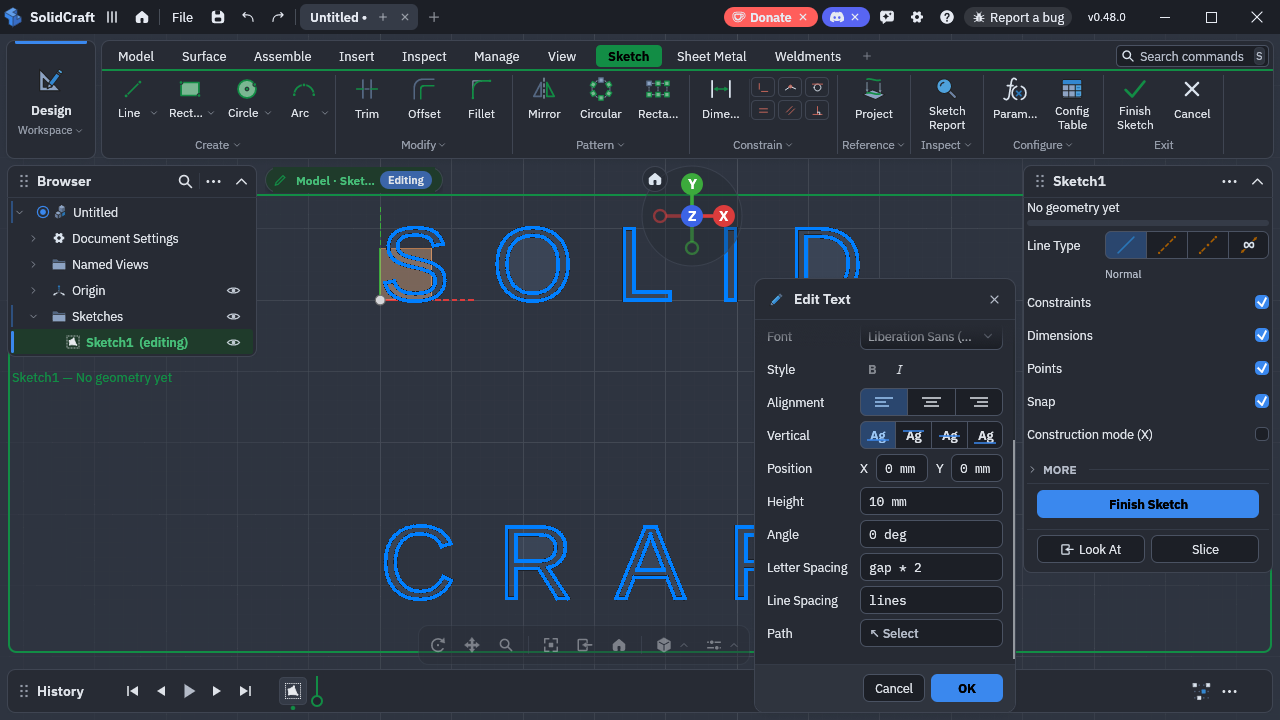 SolidCraft
File
Untitled •
Donate
Report a bug
v0.48.0
Model
Surface
Assemble
Insert
Inspect
Manage
View
Sketch
Sheet Metal
Weldments
Search commands
S
Design
Workspace
Line
Rect...
Circle
Arc
Create
Trim
Offset
Fillet
Modify
Mirror
Circular
Recta...
Pattern
Dime...
Constrain
Project
Reference
Sketch
Report
Inspect
Param...
Config
Table
Configure
Finish
Sketch
Cancel
Exit
Browser
Untitled
Document Settings
Named Views
Origin
Sketches
Sketch1 (editing)
Sketch1 — No geometry yet
Model · Sket...
Editing
Y
Z
X
SOLID
CRA
Edit Text
Font
Liberation Sans (...
Style
B
I
Alignment
Vertical
Ag
Ag
Ag
Ag
Position
X
0 mm
Y
0 mm
Height
10 mm
Angle
0 deg
Letter Spacing
gap * 2
Line Spacing
lines
Path
Select
Cancel
OK
Sketch1
No geometry yet
Line Type
Normal
Constraints
Dimensions
Points
Snap
Construction mode (X)
MORE
Finish Sketch
Look At
Slice
History